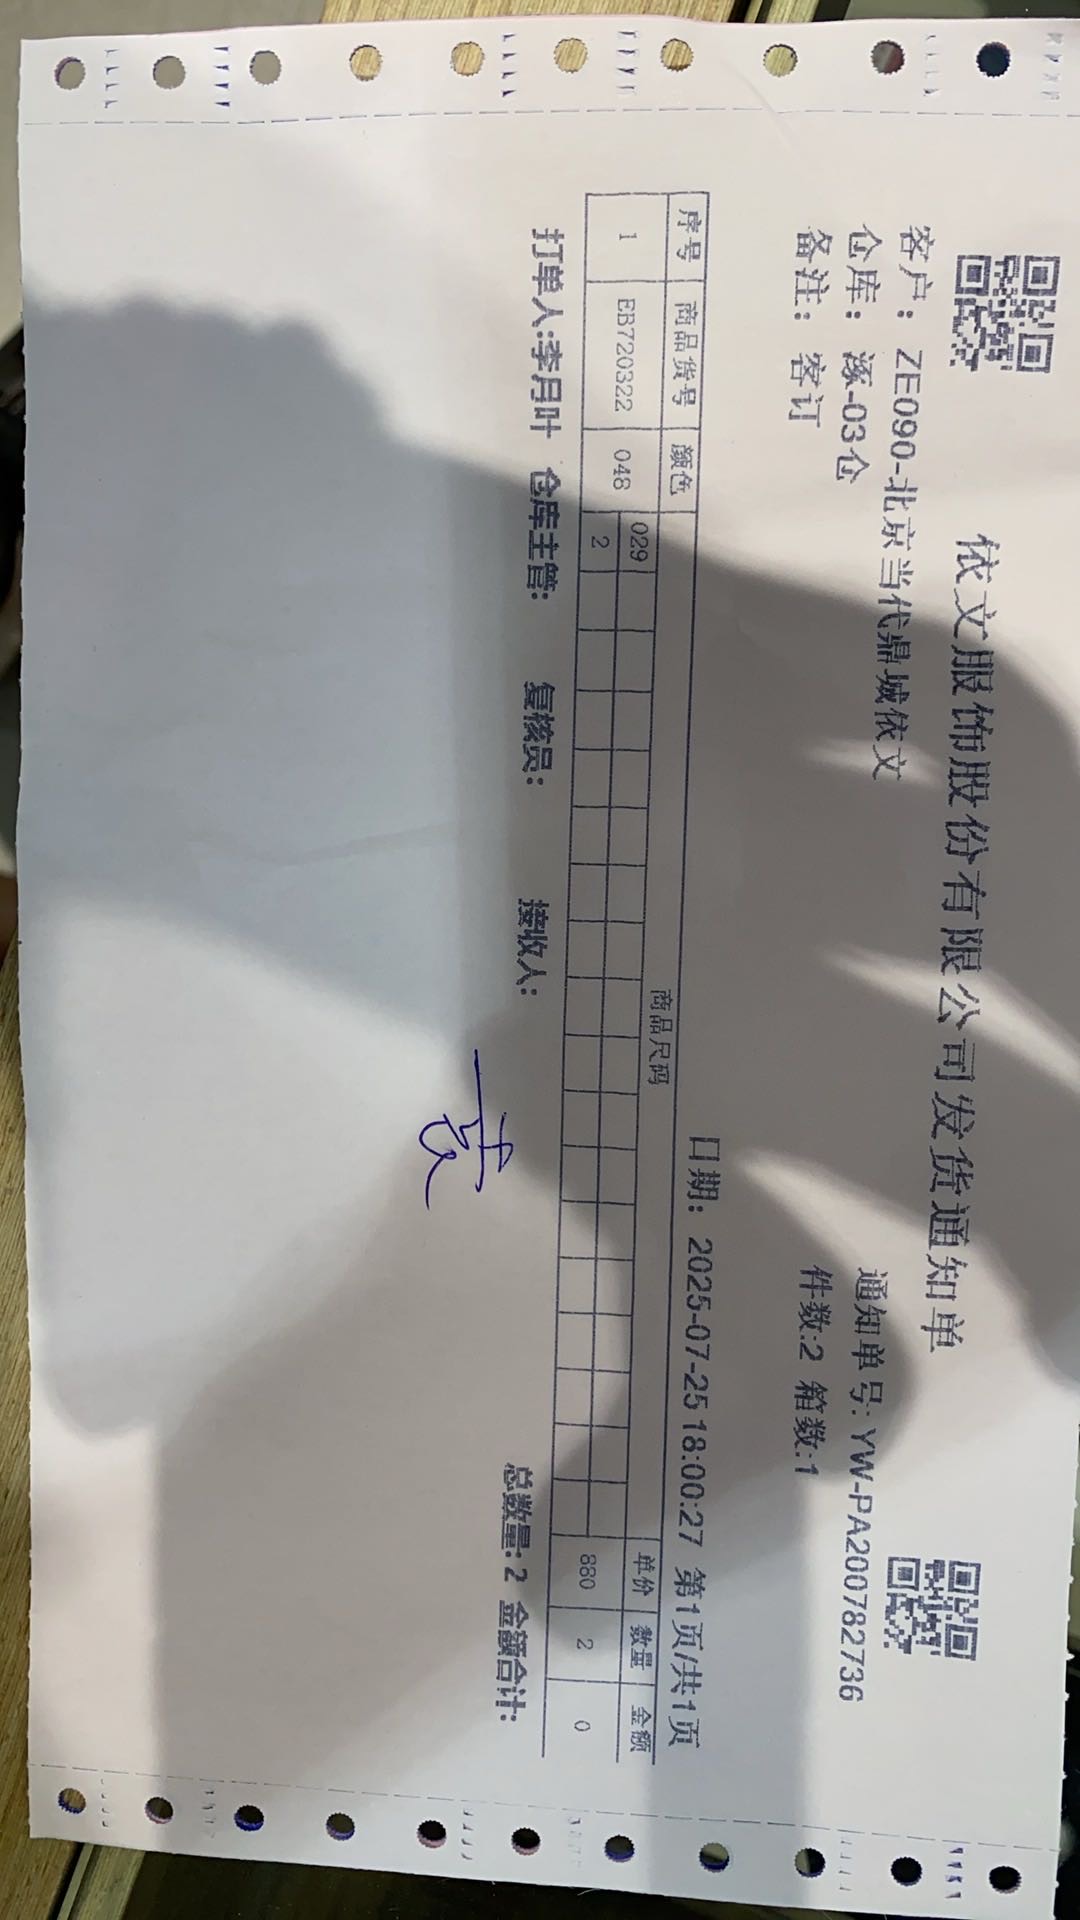 依文服饰股份有限公司发货通知单
客户：ZE090-北京当代鼎城依文
通知单号: YW-PA200782736
仓库：涿-03仓
件数:2 箱数:1
备注：客订
日期：2025-07-25 18:00:27 第1页/共1页
序号 商品货号 颜色 商品尺码 单价 数量 金额
1 EB720322 048 029 880 2 0
2
打单人:李月叶 仓库主管: 复核员: 接收人: 总数量: 2 金额合计: